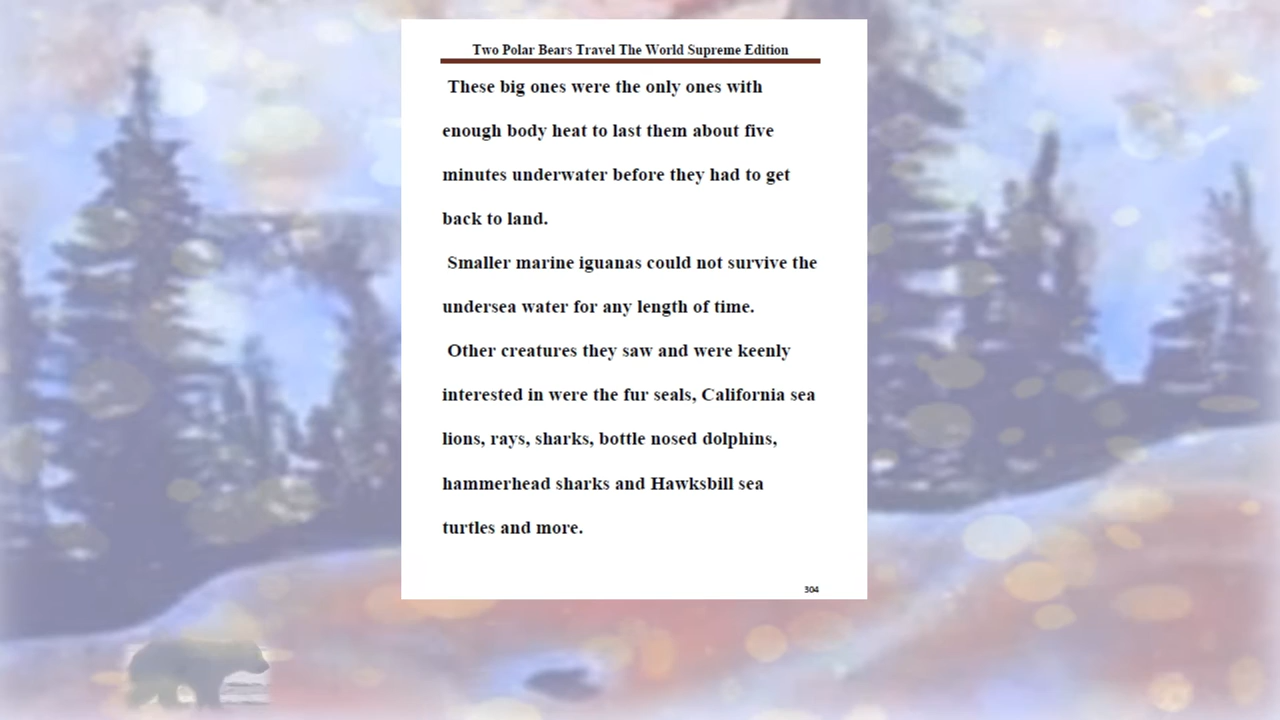 Two Polar Bears Travel The World Supreme Edition
These big ones were the only ones with
enough body heat to last them about five
minutes underwater before they had to get
back to land.
Smaller marine iguanas could not survive the
undersea water for any length of time.
Other creatures they saw and were keenly
interested in were the fur seals, California sea
lions, rays, sharks, bottle nosed dolphins,
hammerhead sharks and Hawksbill sea
turtles and more.
304